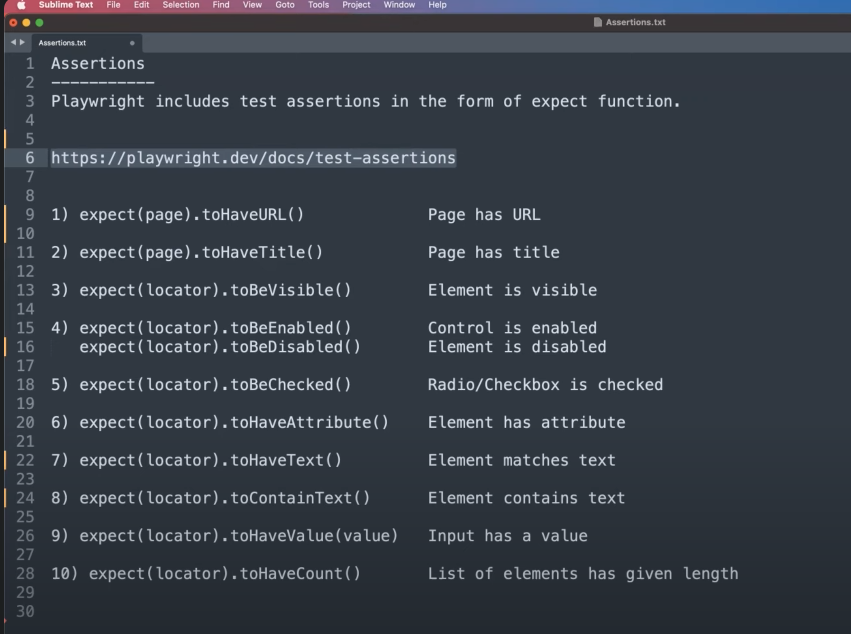 Sublime Text File Edit Selection Find View Goto Tools Project Window Help
Assertions.txt
Assertions.txt
1 Assertions
2 -----------
3 Playwright includes test assertions in the form of expect function.
4
5
6 https://playwright.dev/docs/test-assertions
7
8
9 1) expect(page).toHaveURL() Page has URL
10
11 2) expect(page).toHaveTitle() Page has title
12
13 3) expect(locator).toBeVisible() Element is visible
14
15 4) expect(locator).toBeEnabled() Control is enabled
16 expect(locator).toBeDisabled() Element is disabled
17
18 5) expect(locator).toBeChecked() Radio/Checkbox is checked
19
20 6) expect(locator).toHaveAttribute() Element has attribute
21
22 7) expect(locator).toHaveText() Element matches text
23
24 8) expect(locator).toContainText() Element contains text
25
26 9) expect(locator).toHaveValue(value) Input has a value
27
28 10) expect(locator).toHaveCount() List of elements has given length
29
30